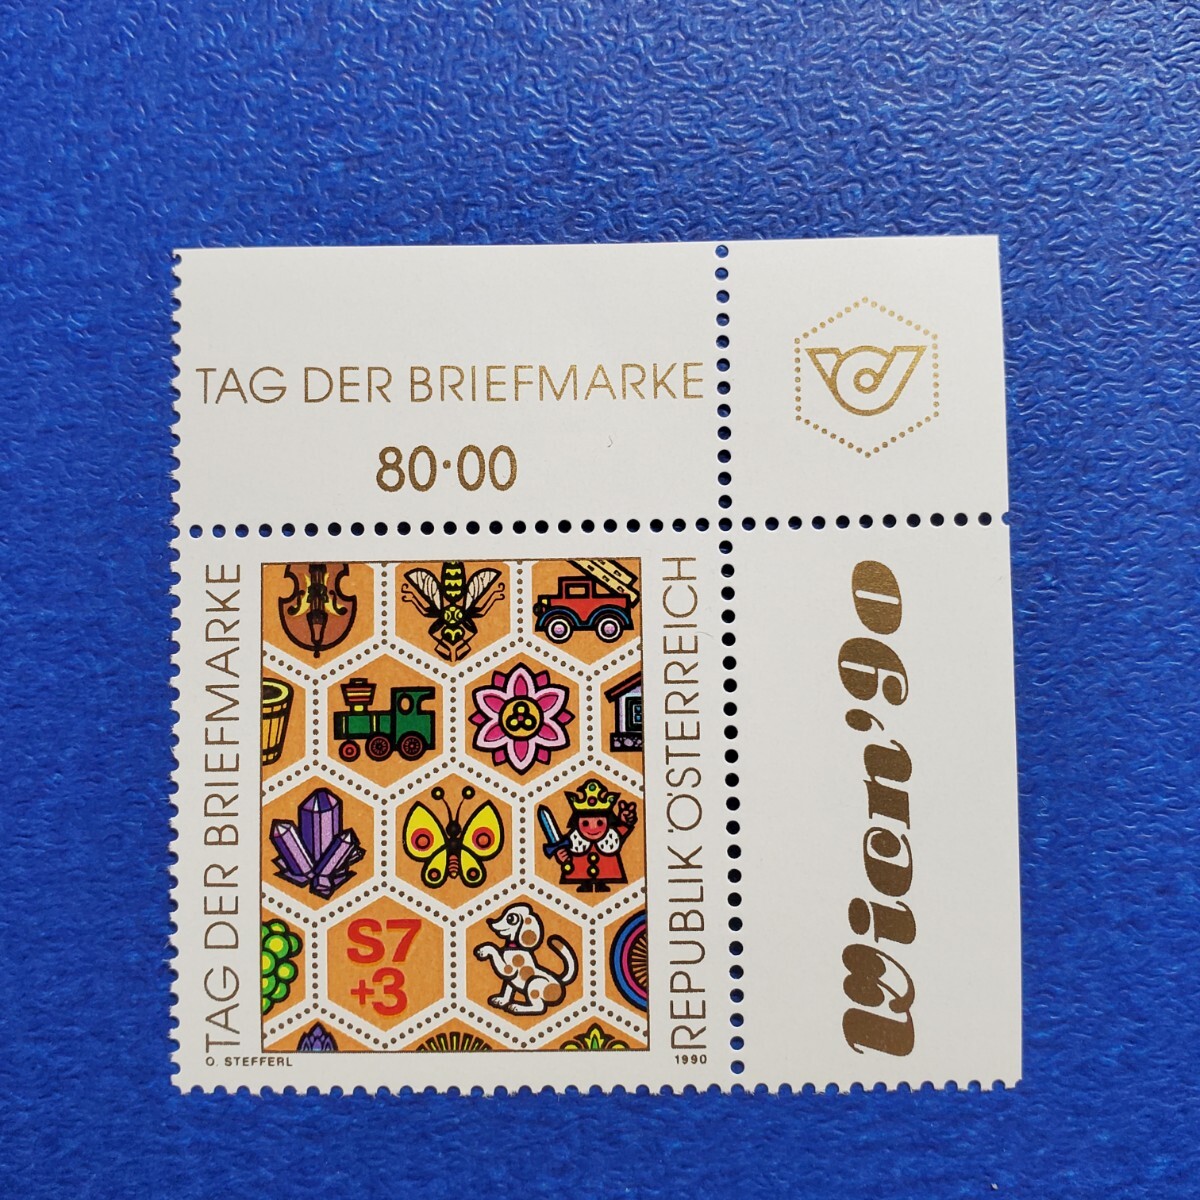 TAG DER BRIEFMARKE
80·00
TAG DER BRIEFMARKE
REPUBLIK ÖSTERREICH
S7
+3
O. STEFFERL
1990
Wien'90